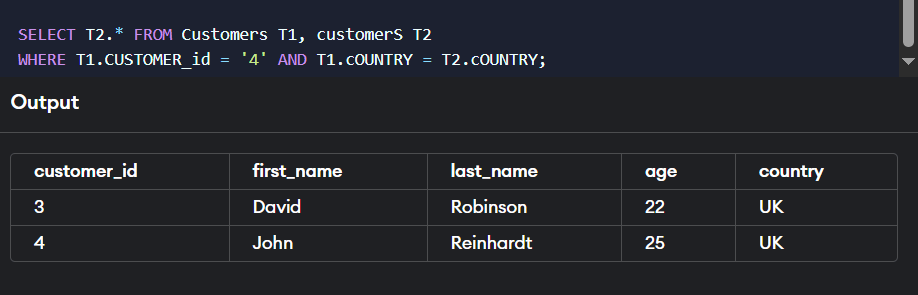 SELECT T2.* FROM Customers T1, customerS T2
WHERE T1.CUSTOMER_id = '4' AND T1.cOUNTRY = T2.cOUNTRY;
Output
customer_id first_name last_name age country
3 David Robinson 22 UK
4 John Reinhardt 25 UK